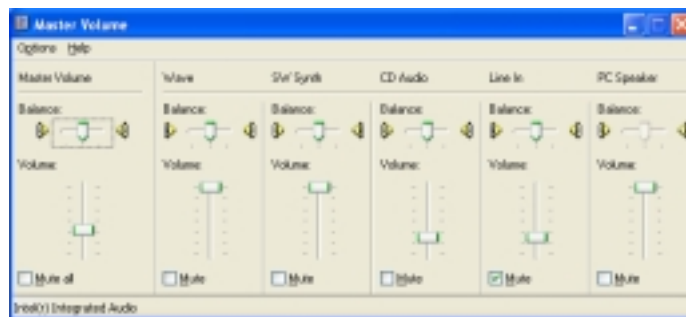 Master Volume
Options Help
Master Volume Wave SW Synth CD Audio Line In PC Speaker
Balance: Balance: Balance: Balance: Balance: Balance:
Volume: Volume: Volume: Volume: Volume: Volume:
Mute all Mute Mute Mute Mute Mute
Intel(r) Integrated Audio